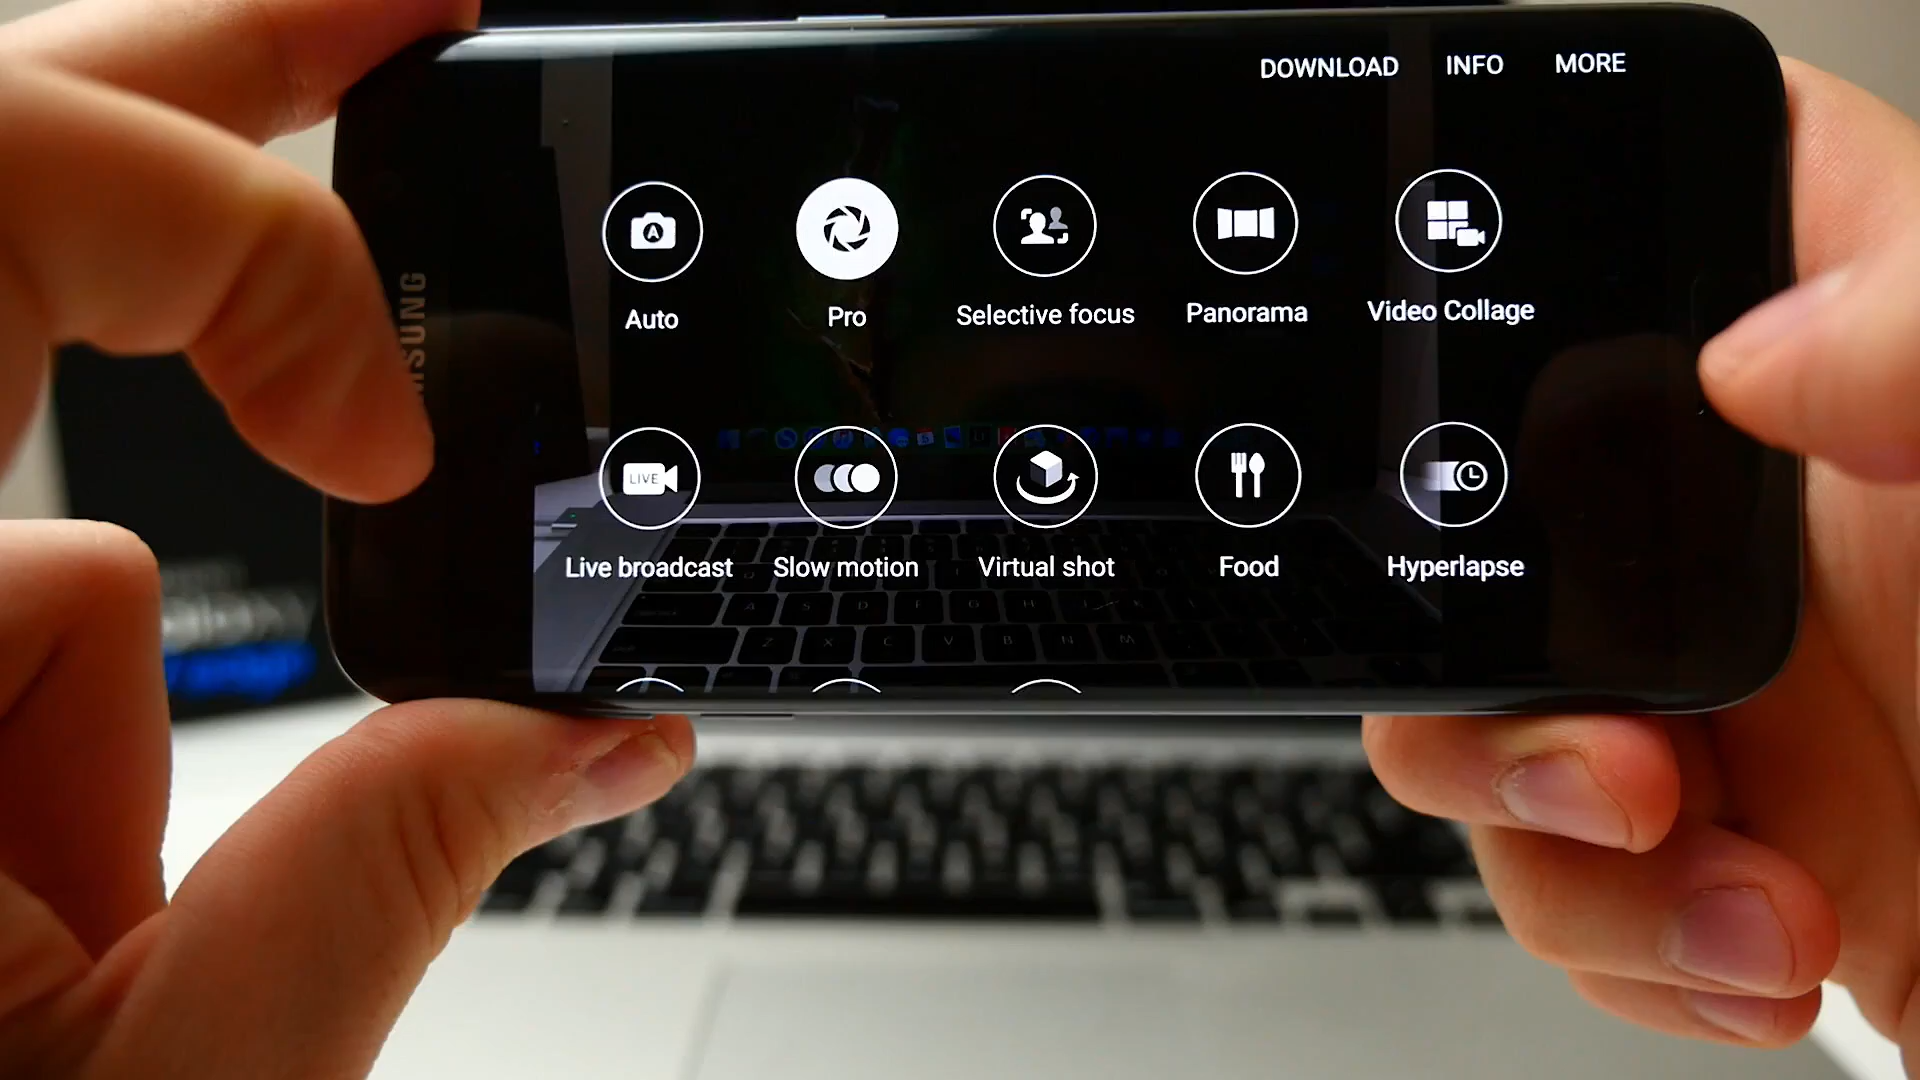 DOWNLOAD INFO MORE
Auto Pro Selective focus Panorama Video Collage
LIVE
Live broadcast Slow motion Virtual shot Food Hyperlapse
A S D F G H J K
Z X C V B N M